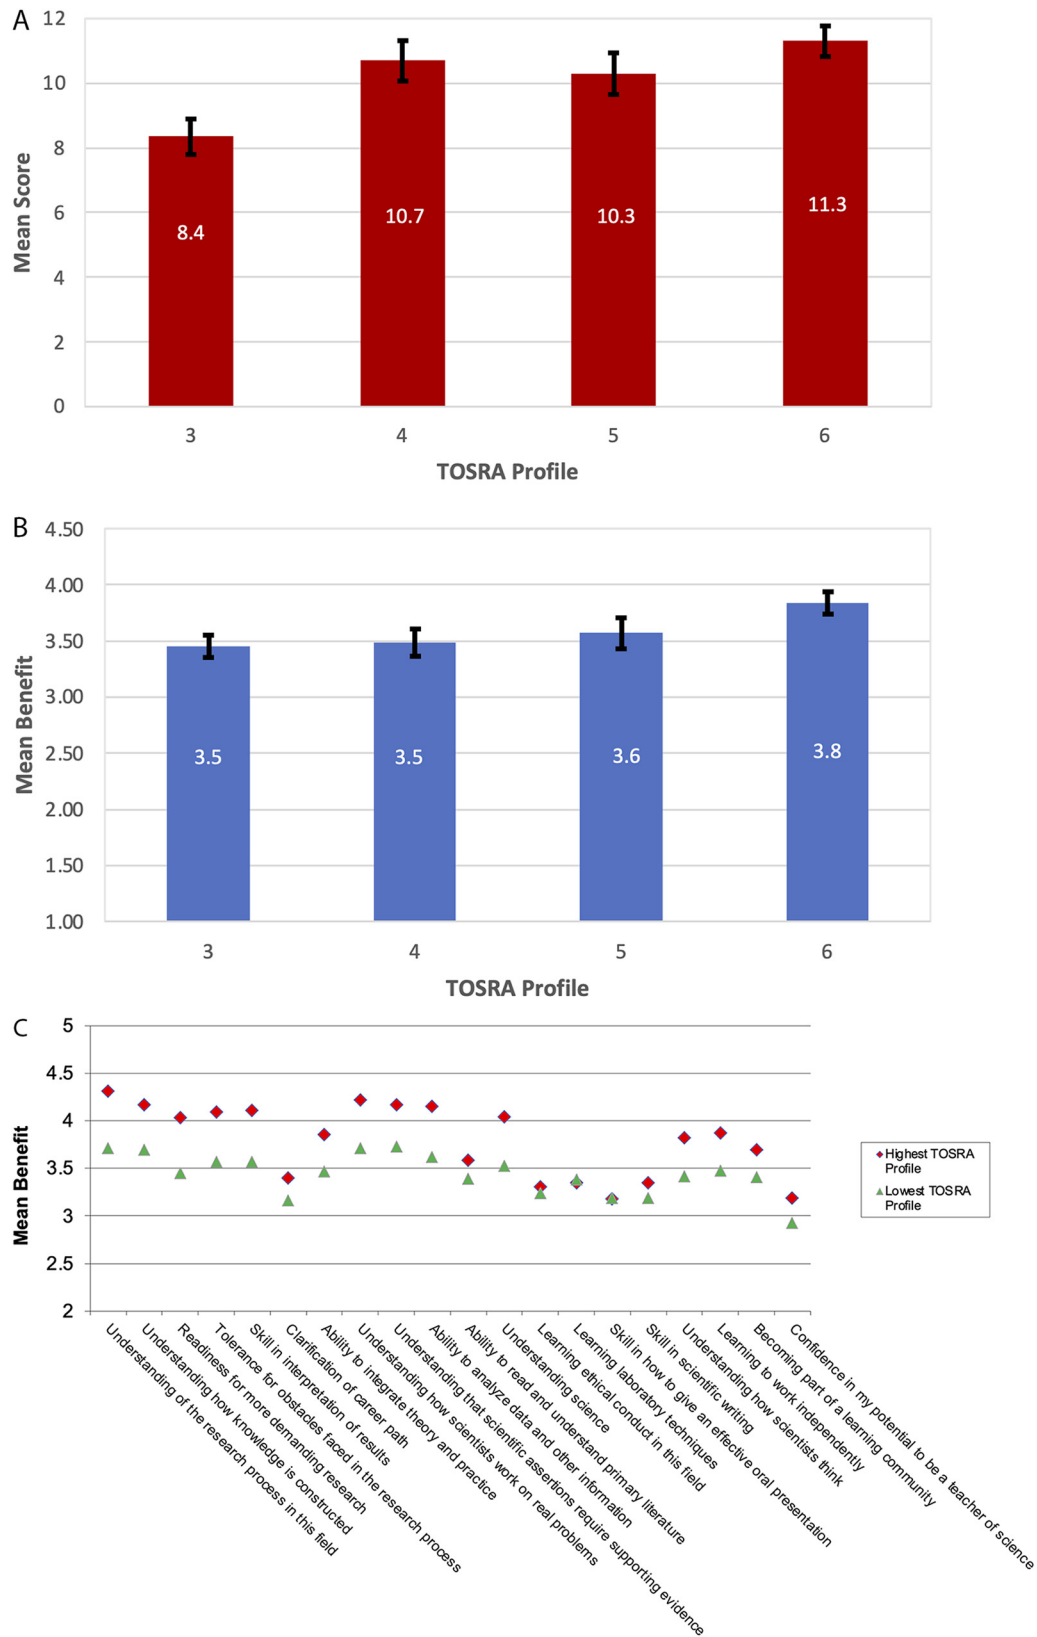 A
12
10
8
6
4
2
0
Mean Score
8.4
10.7
10.3
11.3
3
4
5
6
TOSRA Profile
B
4.50
4.00
3.50
3.00
2.50
2.00
1.50
1.00
Mean Benefit
3.5
3.5
3.6
3.8
3
4
5
6
TOSRA Profile
C
5
4.5
4
3.5
3
2.5
2
Mean Benefit
Highest TOSRA
Profile
Lowest TOSRA
Profile
Understanding of the research process in this field
Understanding how knowledge is constructed
Readiness for more demanding research
Tolerance for obstacles faced in the research process
Skill in interpretation of results
Clarification of career path
Ability to integrate theory and practice
Understanding how scientists work on real problems
Understanding that scientific assertions require supporting evidence
Ability to analyze data and other information
Ability to read and understand primary literature
Understanding science
Learning ethical conduct in this field
Learning laboratory techniques
Skill in how to give an effective oral presentation
Skill in scientific writing
Understanding how scientists think
Learning to work independently
Becoming part of a learning community
Confidence in my potential to be a teacher of science